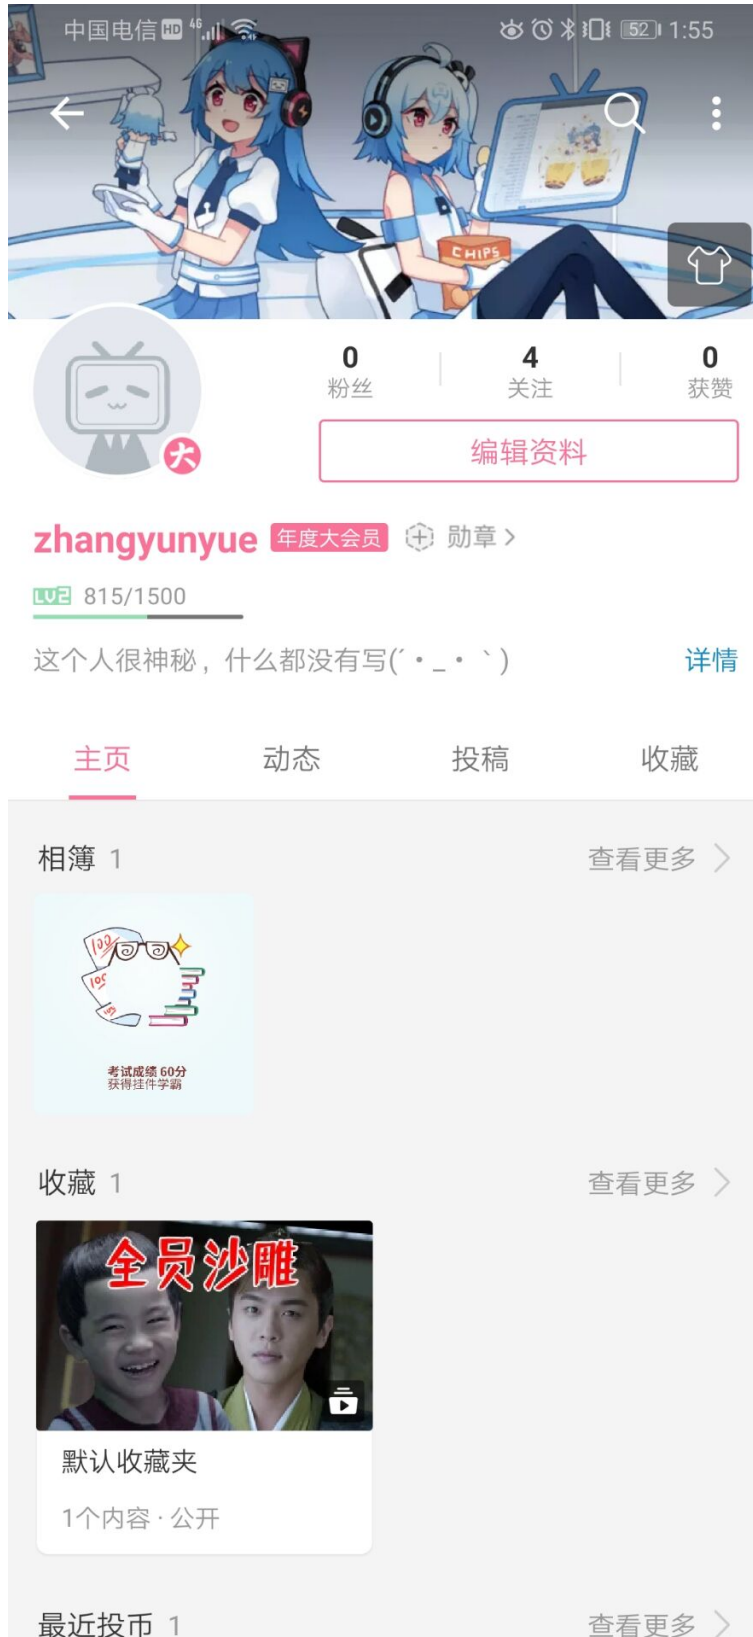 中国电信 HD 4G 52 1:55
CHIPS
0 4 0
粉丝 关注 获赞
编辑资料
大
zhangyunyue 年度大会员 勋章
LV2 815/1500
这个人很神秘，什么都没有写(´・_・｀)
详情
主页 动态 投稿 收藏
相簿 1 查看更多
100
100
考试成绩 60分
获得挂件学霸
收藏 1 查看更多
全员沙雕
默认收藏夹
1个内容 · 公开
最近投币 1 查看更多